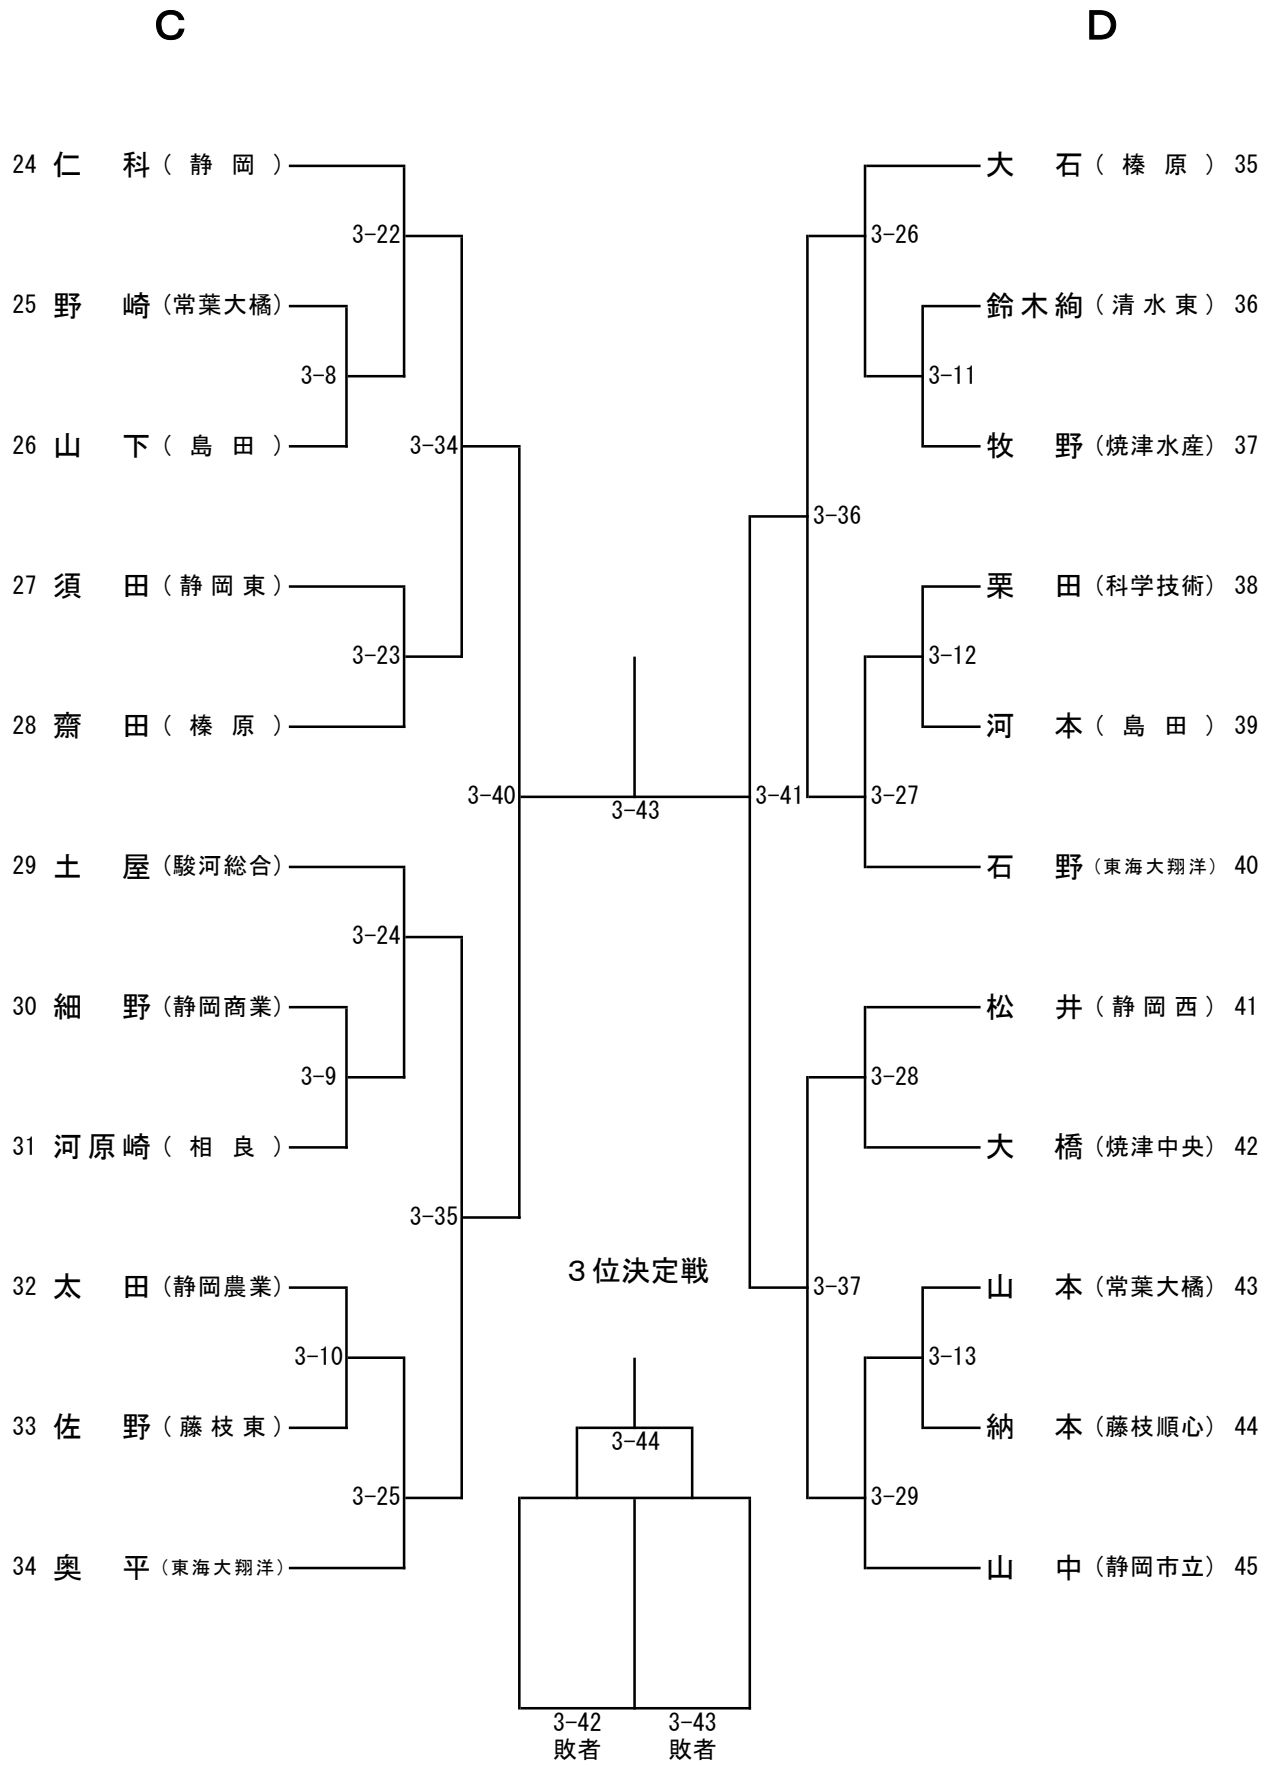 C
D
24 仁科（静岡）
3-22
25 野崎（常葉大橘）
3-8
26 山下（島田）
3-34
27 須田（静岡東）
3-23
28 齋田（榛原）
3-40
29 土屋（駿河総合）
3-24
30 細野（静岡商業）
3-9
31 河原崎（相良）
3-35
32 太田（静岡農業）
3-10
33 佐野（藤枝東）
3-25
34 奥平（東海大翔洋）
3-43
大石（榛原）35
3-26
鈴木絢（清水東）36
3-11
牧野（焼津水産）37
3-36
栗田（科学技術）38
3-12
河本（島田）39
3-41
3-27
石野（東海大翔洋）40
松井（静岡西）41
3-28
大橋（焼津中央）42
3-37
山本（常葉大橘）43
3-13
納本（藤枝順心）44
3-29
山中（静岡市立）45
３位決定戦
3-44
3-42
敗者
3-43
敗者